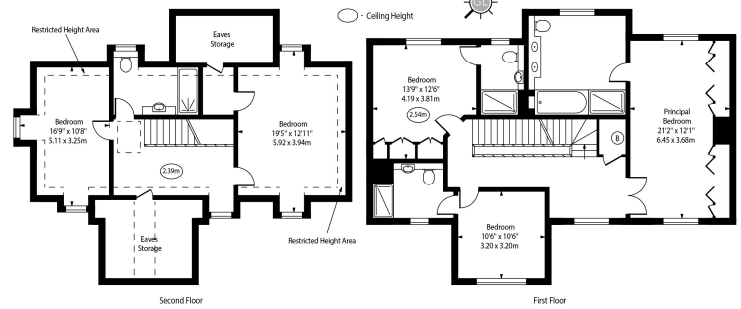 GL
- Ceiling Height
Restricted Height Area
Eaves
Storage
Bedroom
16'9" x 10'8"
5.11 x 3.25m
Bedroom
19'5" x 12'11"
5.92 x 3.94m
2.39m
Eaves
Storage
Restricted Height Area
Second Floor
Bedroom
13'9" x 12'6"
4.19 x 3.81m
2.54m
Principal
Bedroom
21'2" x 12'1"
6.45 x 3.68m
B
Bedroom
10'6" x 10'6"
3.20 x 3.20m
First Floor